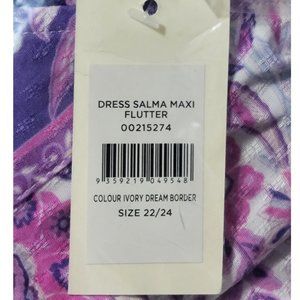 DRESS SALMA MAXI
FLUTTER
00215274
9 359219 049548
COLOUR IVORY DREAM BORDER
SIZE 22/24